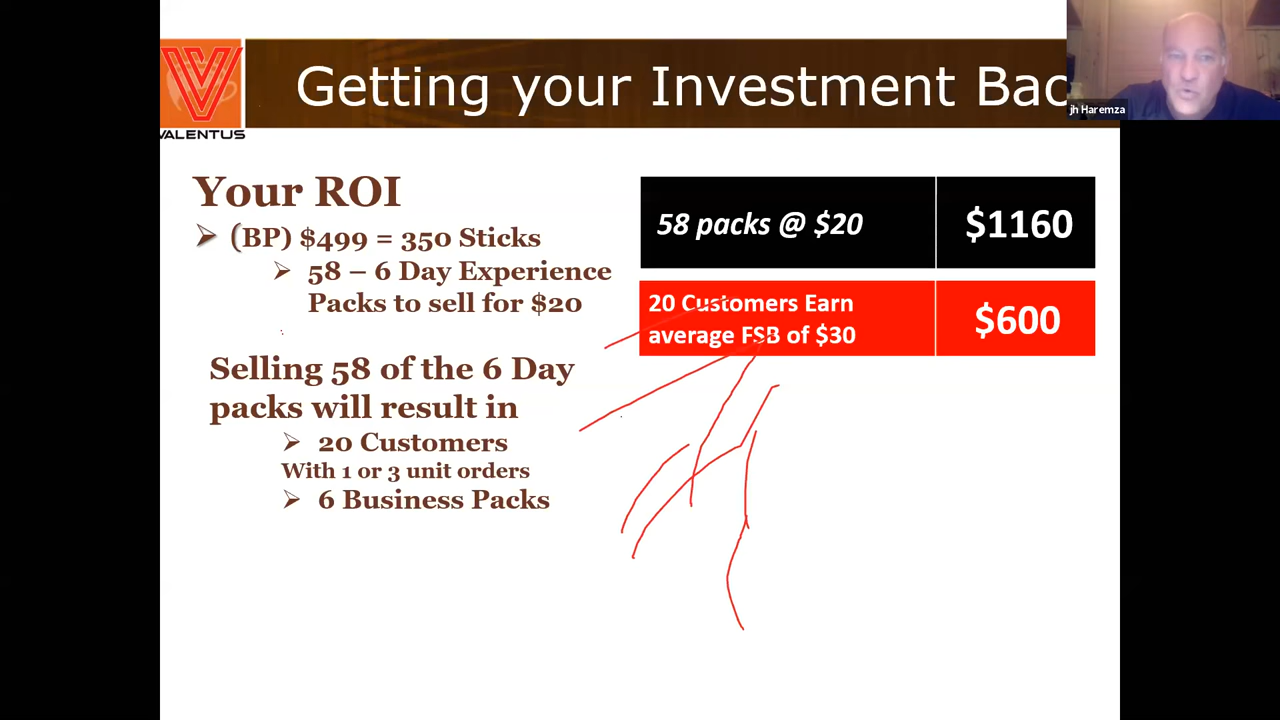 Getting your Investment Bac
jh Haremza
VALENTUS
Your ROI
(BP) $499 = 350 Sticks
58 – 6 Day Experience
Packs to sell for $20
Selling 58 of the 6 Day
packs will result in
20 Customers
With 1 or 3 unit orders
6 Business Packs
58 packs @ $20 $1160
20 Customers Earn
average FSB of $30 $600